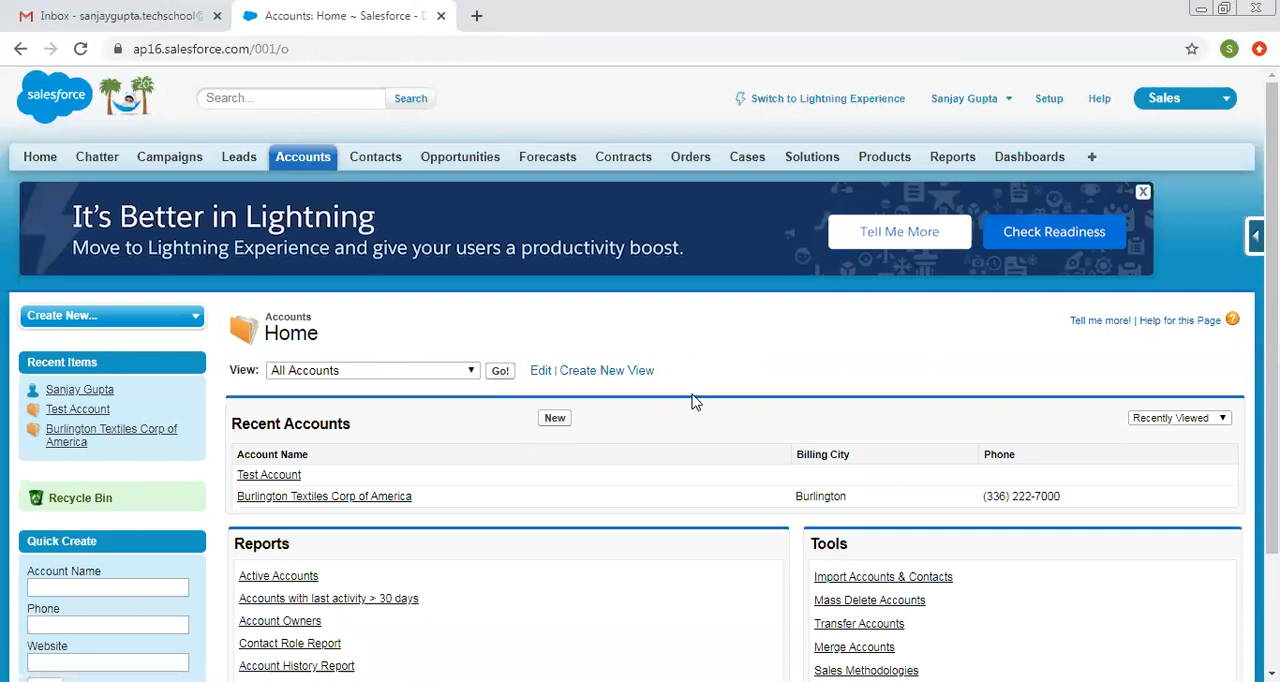 Inbox - sanjaygupta.techschool@
Accounts: Home ~ Salesforce - D
ap16.salesforce.com/001/o
S
salesforce
20
Search...
Search
Switch to Lightning Experience
Sanjay Gupta
Setup
Help
Sales
Home
Chatter
Campaigns
Leads
Accounts
Contacts
Opportunities
Forecasts
Contracts
Orders
Cases
Solutions
Products
Reports
Dashboards
+
It's Better in Lightning
Move to Lightning Experience and give your users a productivity boost.
Tell Me More
Check Readiness
X
Create New...
Accounts
Home
Tell me more! | Help for this Page ?
Recent Items
Sanjay Gupta
Test Account
Burlington Textiles Corp of
America
View: All Accounts Go! Edit | Create New View
Recent Accounts
New
Recently Viewed
Account Name Billing City Phone
Test Account
Burlington Textiles Corp of America Burlington (336) 222-7000
Recycle Bin
Quick Create
Account Name
Phone
Website
Reports
Active Accounts
Accounts with last activity > 30 days
Account Owners
Contact Role Report
Account History Report
Tools
Import Accounts & Contacts
Mass Delete Accounts
Transfer Accounts
Merge Accounts
Sales Methodologies